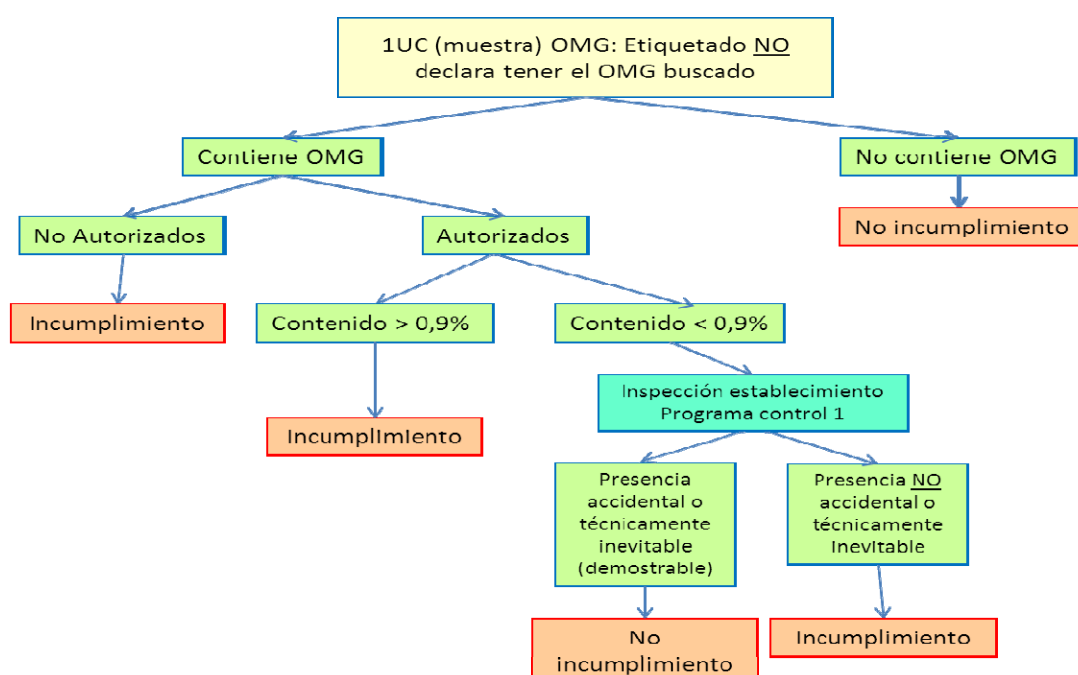 1UC (muestra) OMG: Etiquetado NO
declara tener el OMG buscado
Contiene OMG
No contiene OMG
No Autorizados
Autorizados
No incumplimiento
Incumplimiento
Contenido > 0,9%
Contenido < 0,9%
Inspección establecimiento
Programa control 1
Incumplimiento
Presencia
accidental o
técnicamente
inevitable
(demostrable)
Presencia NO
accidental o
técnicamente
Inevitable
No
incumplimiento
Incumplimiento